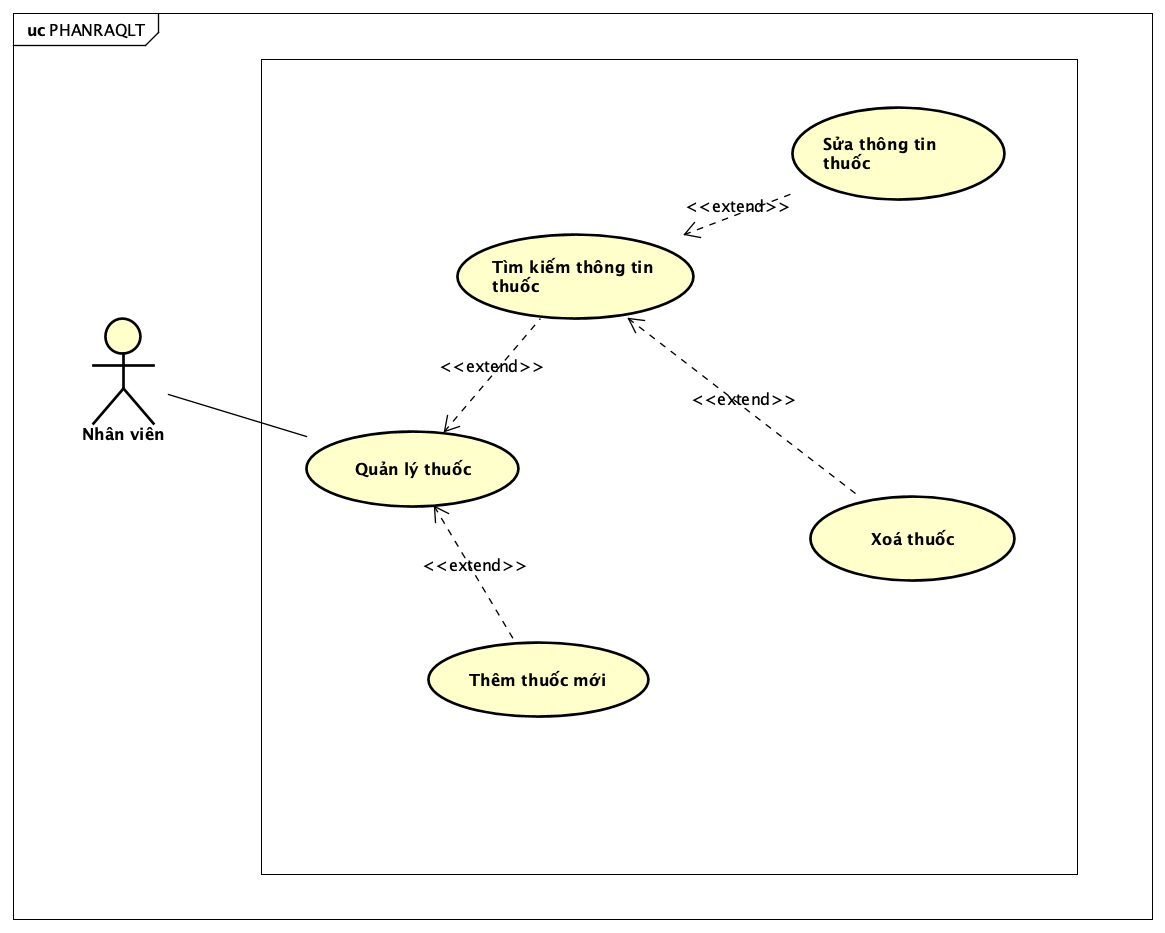 uc PHANRAQLT
Sửa thông tin
thuốc
<<extend>>
Tìm kiếm thông tin
thuốc
<<extend>>
<<extend>>
Nhân viên
Quản lý thuốc
Xoá thuốc
<<extend>>
Thêm thuốc mới